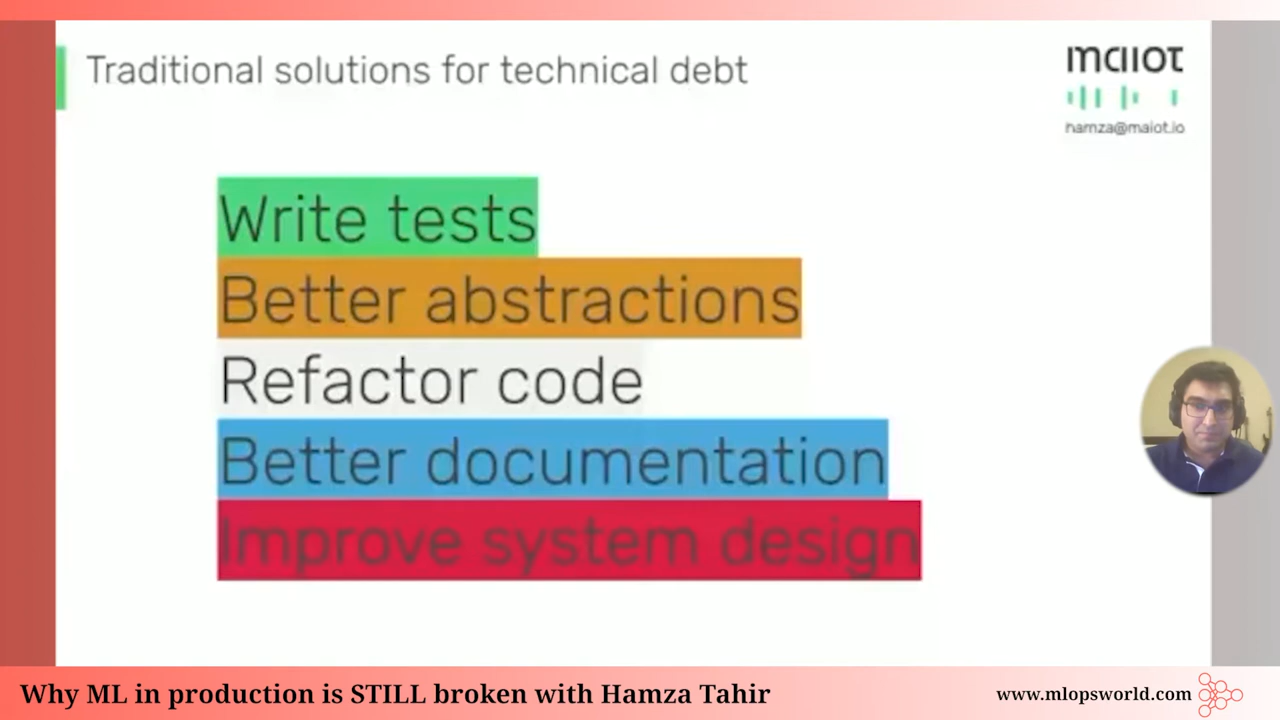 Traditional solutions for technical debt
maiot
hamza@maiot.io
Write tests
Better abstractions
Refactor code
Better documentation
Improve system design
Why ML in production is STILL broken with Hamza Tahir
www.mlopsworld.com